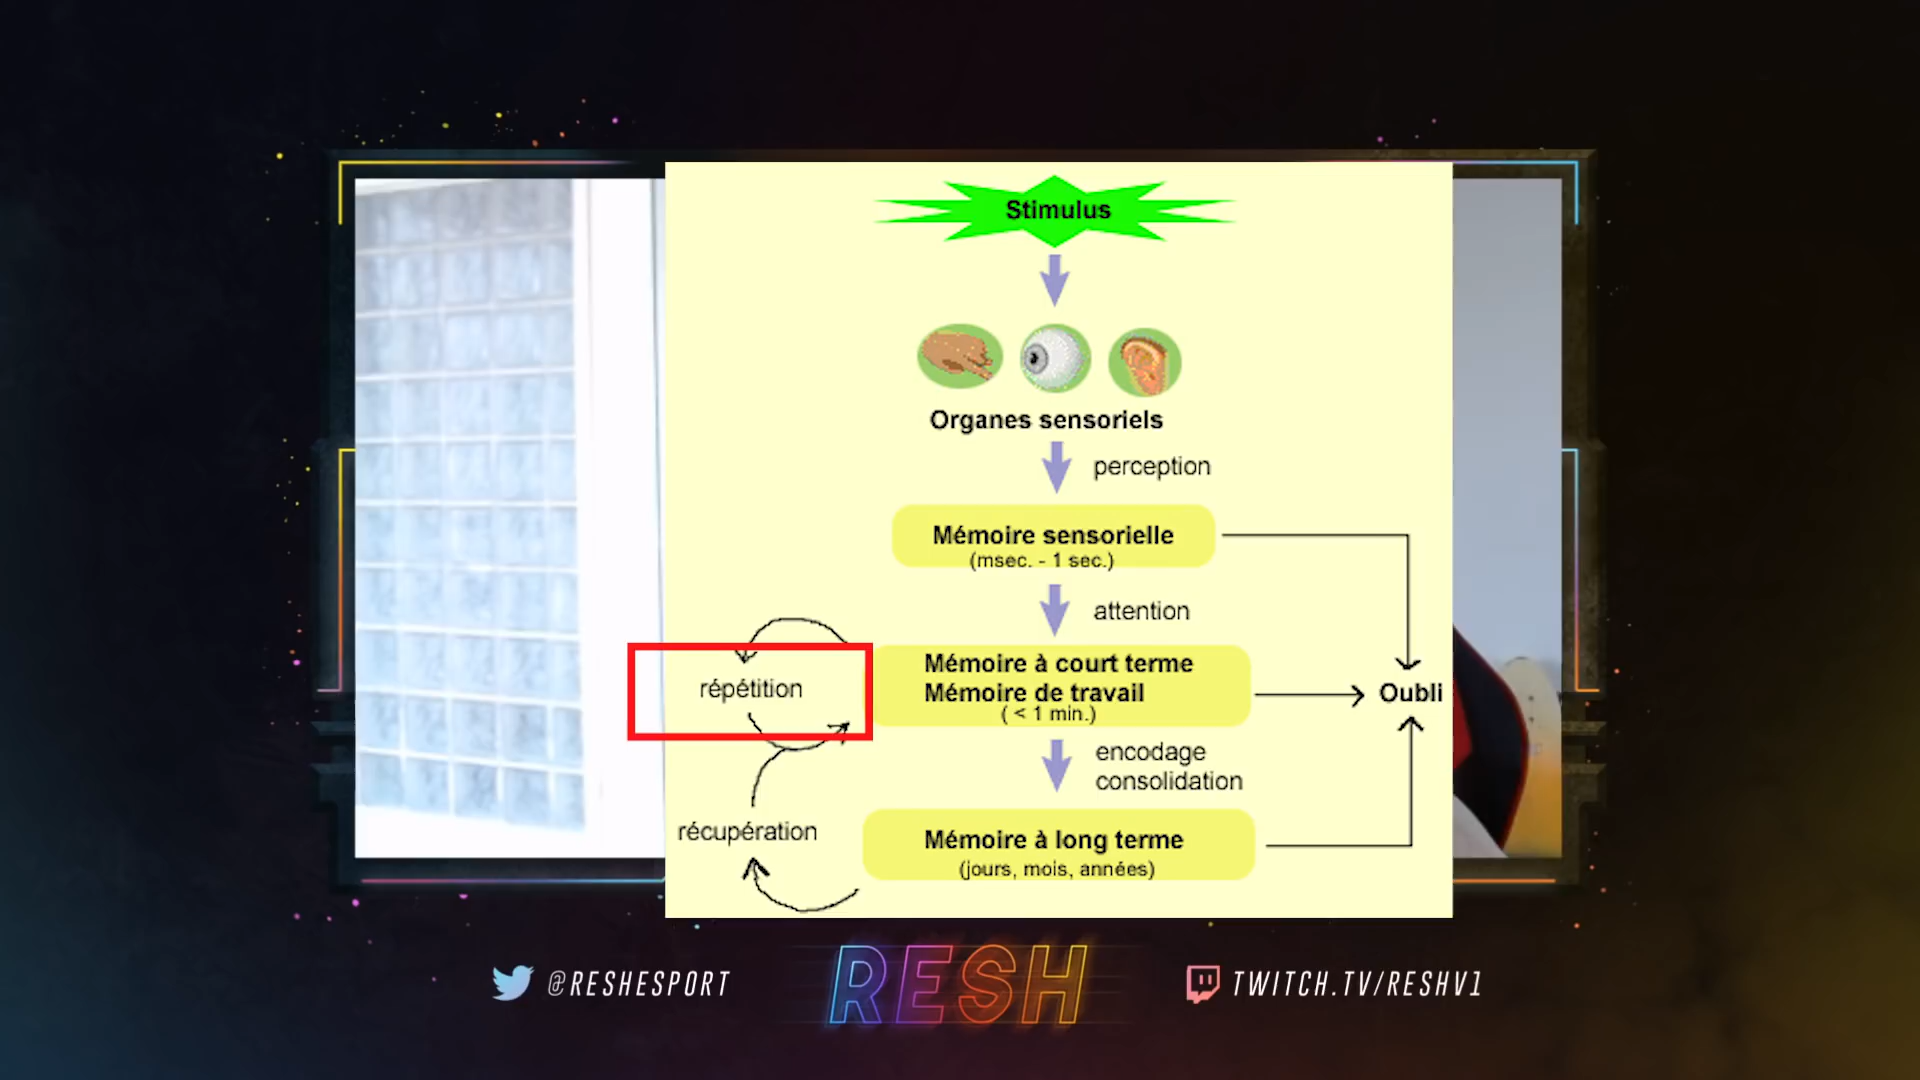 Stimulus
Organes sensoriels
perception
Mémoire sensorielle
(msec. - 1 sec.)
attention
répétition
Mémoire à court terme
Mémoire de travail
( < 1 min.)
Oubli
encodage
consolidation
récupération
Mémoire à long terme
(jours, mois, années)
@RESHESPORT
RESH
TWITCH.TV/RESHV1